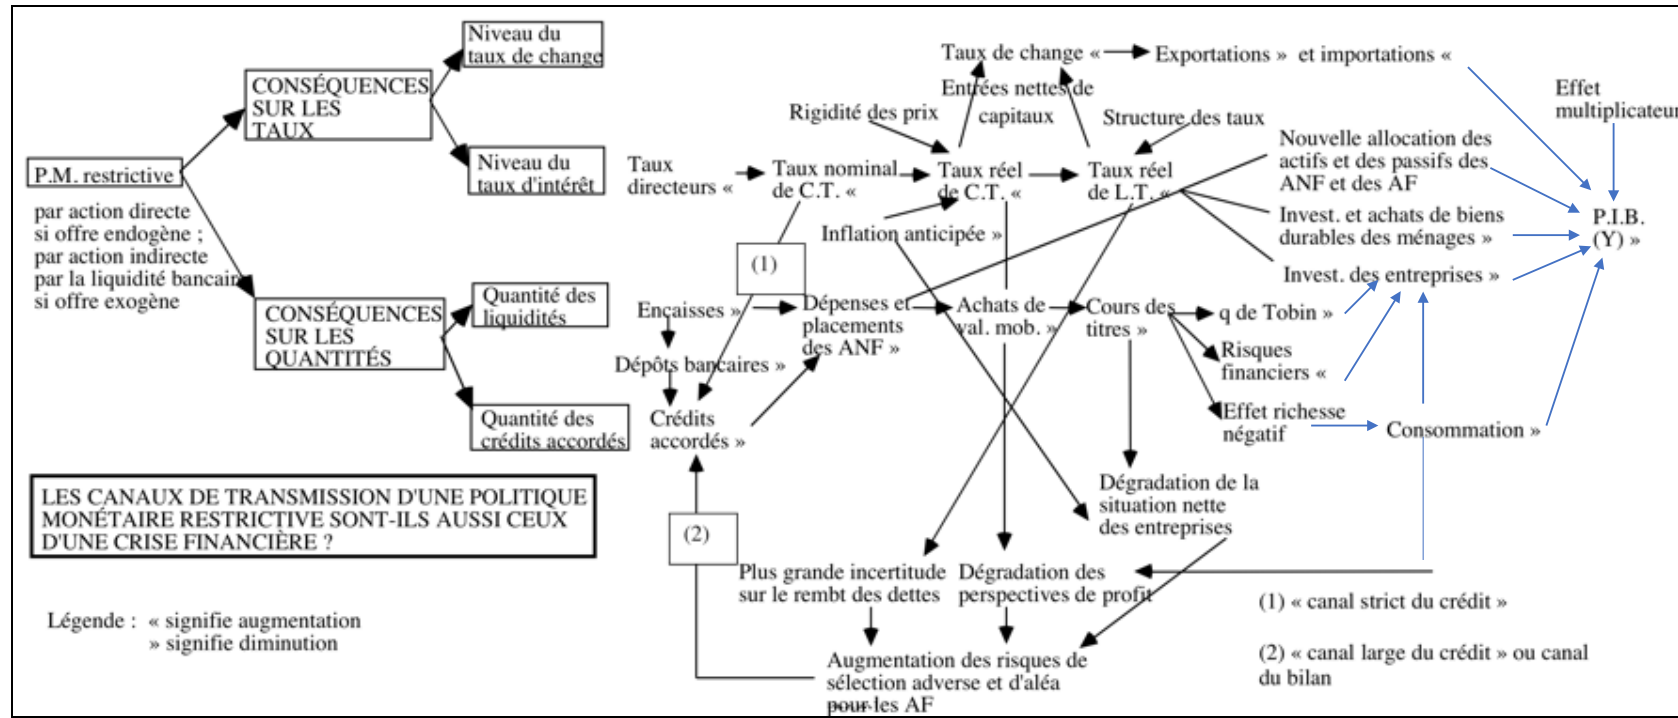 Niveau du
taux de change
CONSÉQUENCES
SUR LES
TAUX
Niveau du
taux d'intérêt
P.M. restrictive
par action directe
si offre endogène ;
par action indirecte
par la liquidité bancair
si offre exogène
CONSÉQUENCES
SUR LES
QUANTITÉS
Quantité des
liquidités
Quantité des
crédits accordés
LES CANAUX DE TRANSMISSION D'UNE POLITIQUE
MONÉTAIRE RESTRICTIVE SONT-ILS AUSSI CEUX
D'UNE CRISE FINANCIÈRE ?
Légende : « signifie augmentation
» signifie diminution
Taux de change «
Exportations » et importations «
Entrées nettes de
capitaux
Rigidité des prix
Structure des taux
Effet
multiplicateur
Taux
directeurs «
Taux nominal
de C.T. «
Taux réel
de C.T. «
Taux réel
de L.T. «
Nouvelle allocation des
actifs et des passifs des
ANF et des AF
Invest. et achats de biens
durables des ménages »
Invest. des entreprises »
P.I.B.
(Y) »
Inflation anticipée »
(1)
Encaisses »
Dépenses et
placements
des ANF »
Achats de
val. mob. »
Cours des
titres »
q de Tobin »
Risques
financiers «
Effet richesse
négatif
Consommation »
Dépôts bancaires »
Crédits
accordés »
(2)
Dégradation de la
situation nette
des entreprises
Plus grande incertitude
sur le rembt des dettes
Dégradation des
perspectives de profit
Augmentation des risques de
sélection adverse et d'aléa
pour les AF
(1) « canal strict du crédit »
(2) « canal large du crédit » ou canal
du bilan